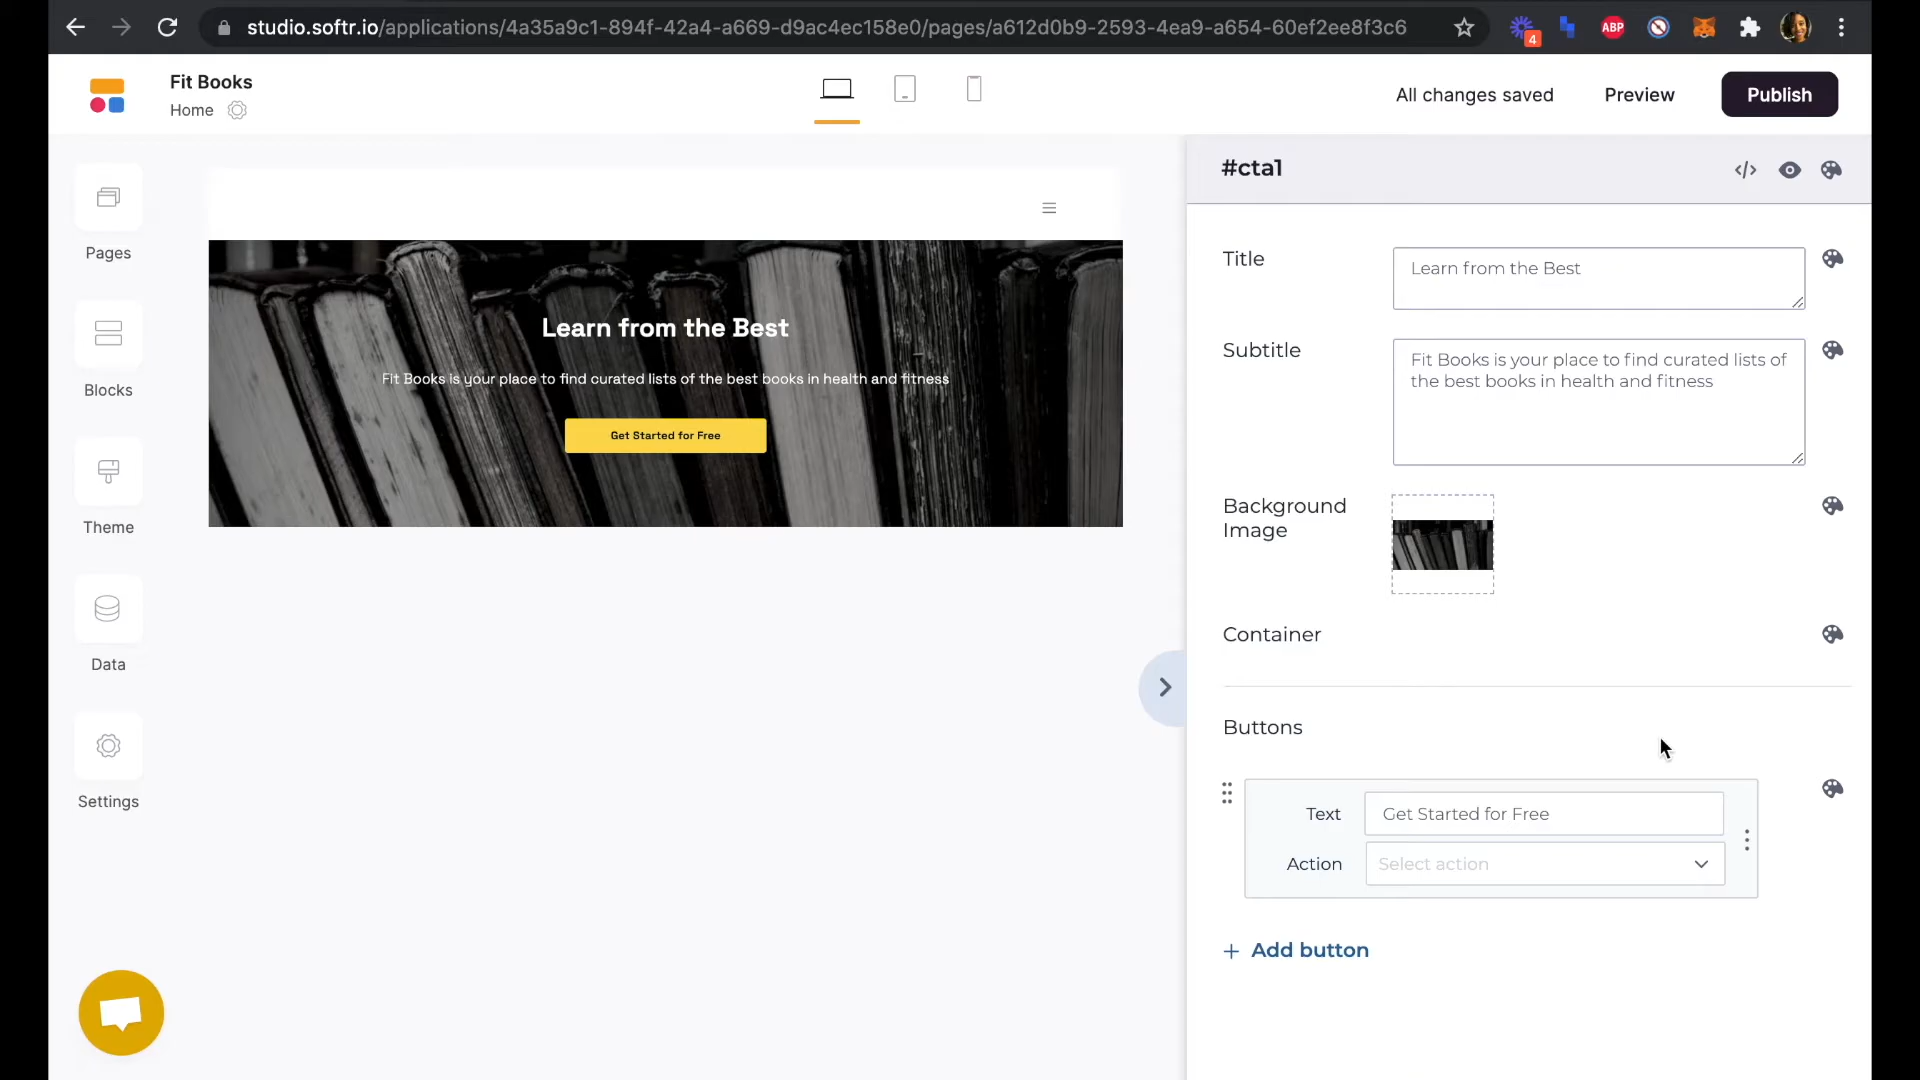 studio.softr.io/applications/4a35a9c1-894f-42a4-a669-d9ac4ec158e0/pages/a612d0b9-2593-4ea9-a654-60ef2ee8f3c6
4
ABP
Fit Books
Home
All changes saved
Preview
Publish
Pages
Blocks
Theme
Data
Settings
Learn from the Best
Fit Books is your place to find curated lists of the best books in health and fitness
Get Started for Free
#cta1
Title
Learn from the Best
Subtitle
Fit Books is your place to find curated lists of
the best books in health and fitness
Background
Image
Container
Buttons
Text
Get Started for Free
Action
Select action
+ Add button